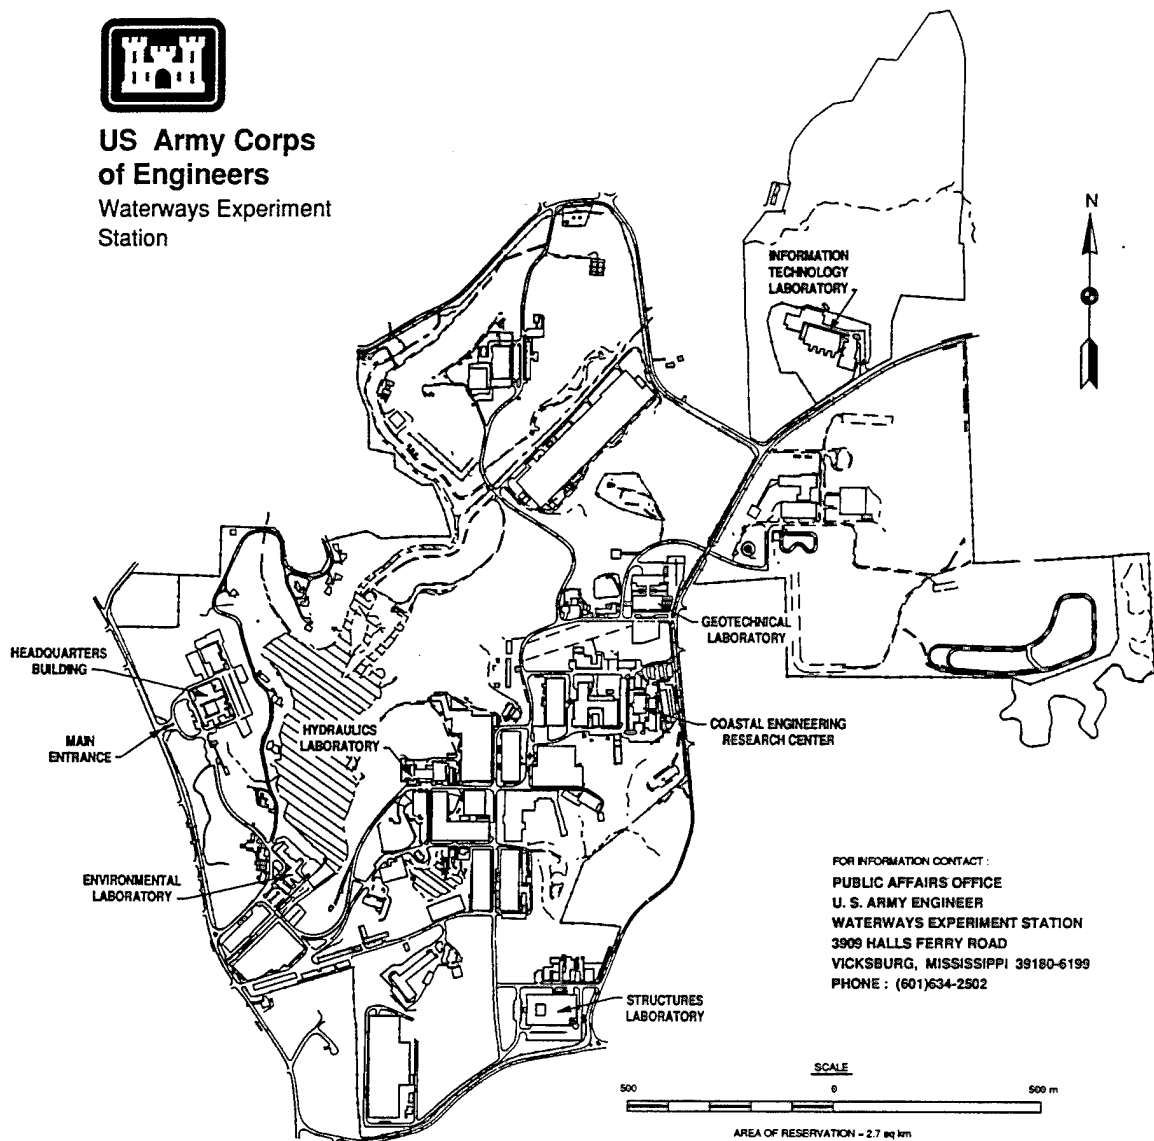 US Army Corps
of Engineers
Waterways Experiment
Station
N
INFORMATION
TECHNOLOGY
LABORATORY
GEOTECHNICAL
LABORATORY
HEADQUARTERS
BUILDING
MAIN
ENTRANCE
HYDRAULICS
LABORATORY
COASTAL ENGINEERING
RESEARCH CENTER
ENVIRONMENTAL
LABORATORY
STRUCTURES
LABORATORY
FOR INFORMATION CONTACT :
PUBLIC AFFAIRS OFFICE
U. S. ARMY ENGINEER
WATERWAYS EXPERIMENT STATION
3909 HALLS FERRY ROAD
VICKSBURG, MISSISSIPPI 39180-6199
PHONE : (601)634-2502
SCALE
500 0 500 m
AREA OF RESERVATION - 2.7 sq km